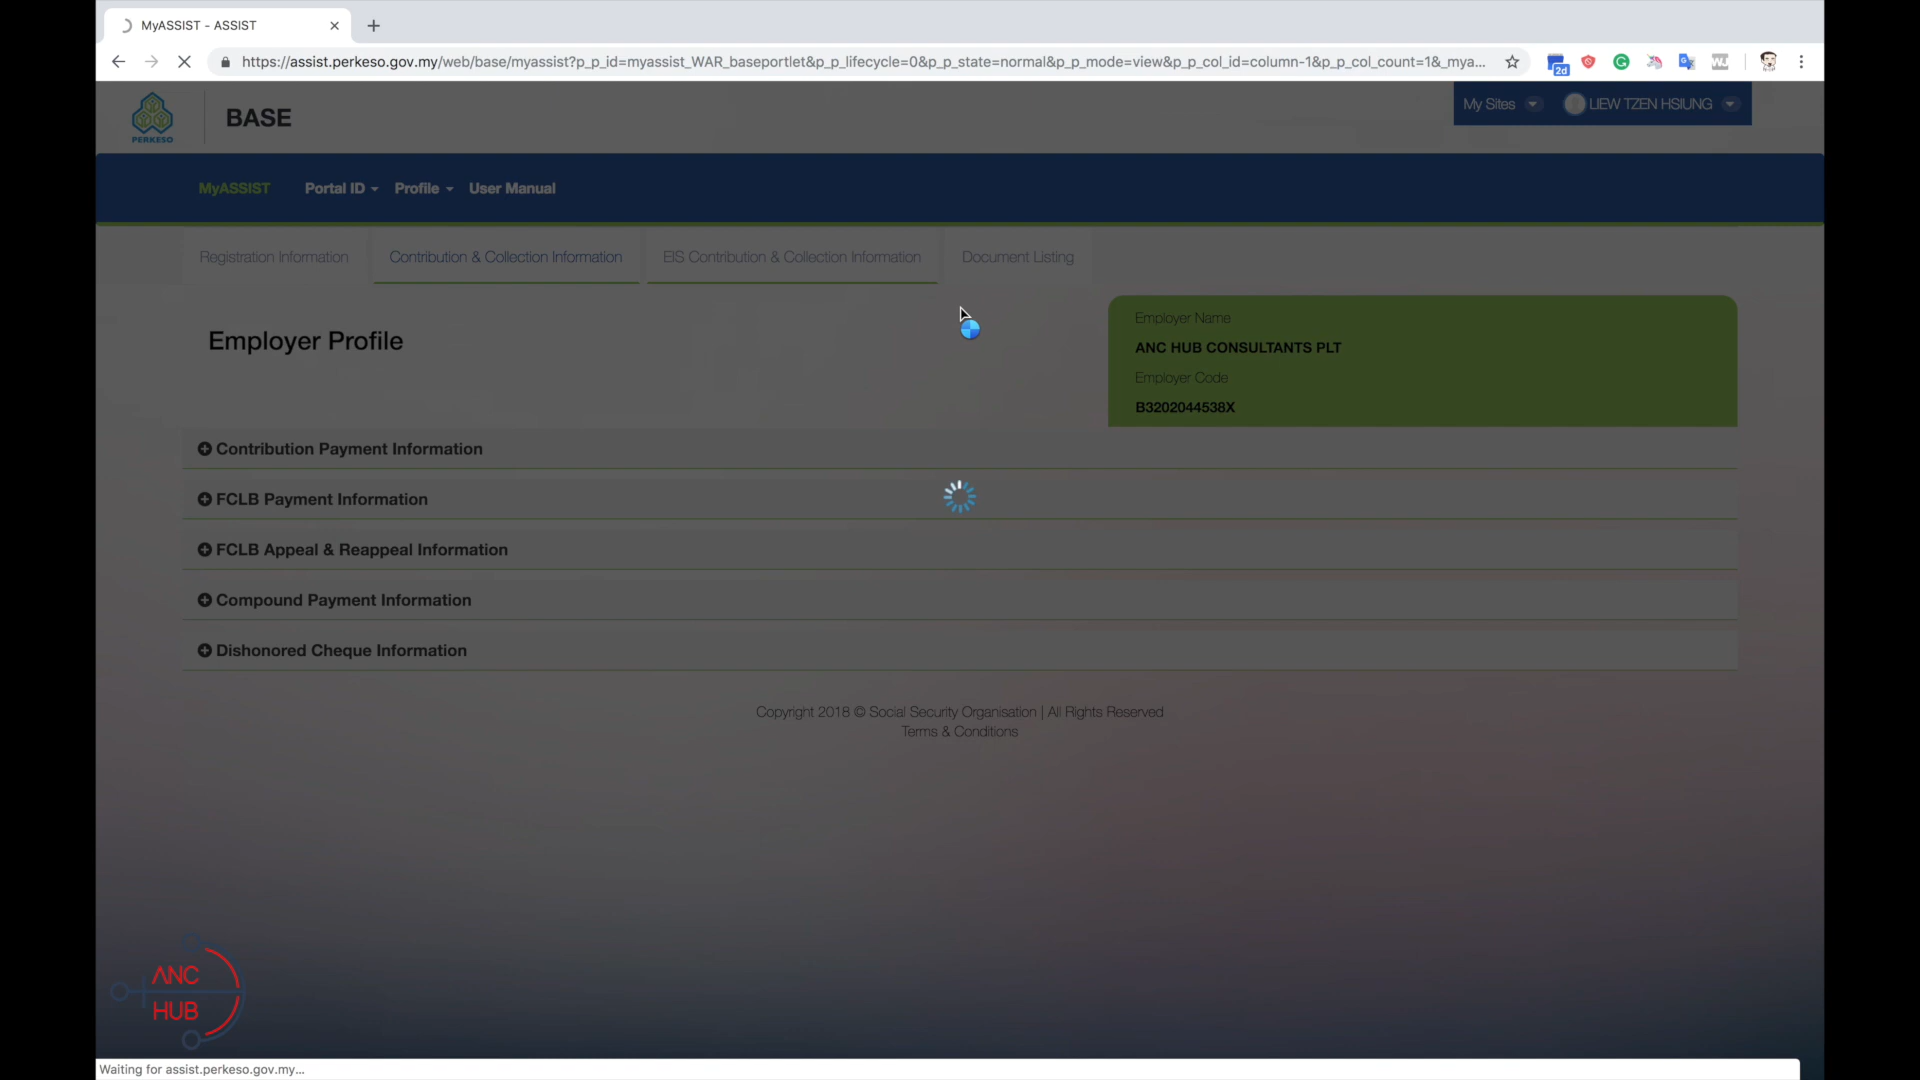 MyASSIST - ASSIST
https://assist.perkeso.gov.my/web/base/myassist?p_p_id=myassist_WAR_baseportlet&p_p_lifecycle=0&p_p_state=normal&p_p_mode=view&p_p_col_id=column-1&p_p_col_count=1&_mya...
2d
PERKESO
BASE
My Sites
LIEW TZEN HSIUNG
MyASSIST Portal ID Profile User Manual
Registration Information Contribution & Collection Information EIS Contribution & Collection Information Document Listing
Employer Profile
Employer Name
ANC HUB CONSULTANTS PLT
Employer Code
B3202044538X
Contribution Payment Information
FCLB Payment Information
FCLB Appeal & Reappeal Information
Compound Payment Information
Dishonored Cheque Information
Copyright 2018 © Social Security Organisation | All Rights Reserved
Terms & Conditions
ANC
HUB
Waiting for assist.perkeso.gov.my...